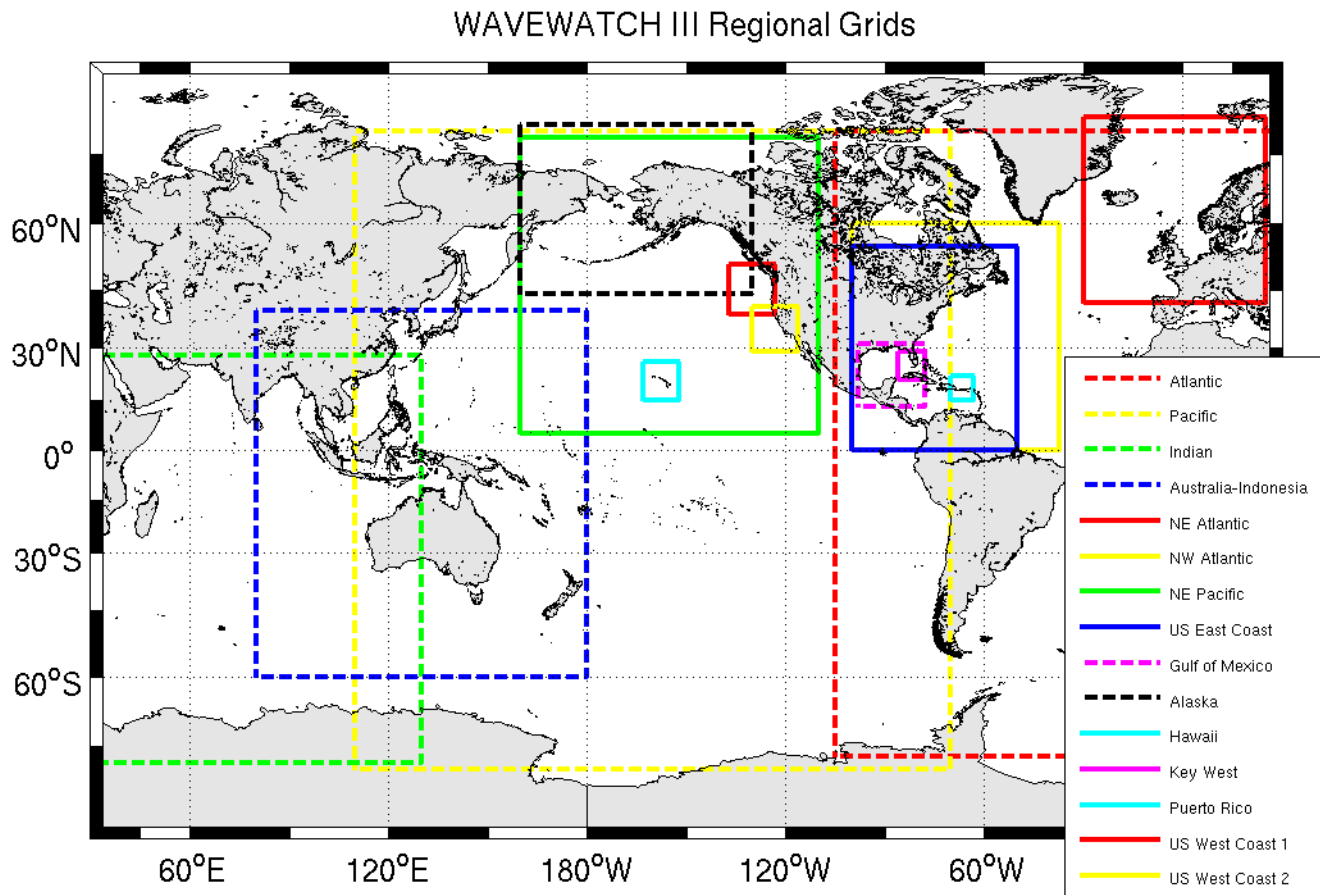 WAVEWATCH III Regional Grids
60°N
30°N
0°
30°S
60°S
60°E
120°E
180°W
120°W
60°W
Atlantic
Pacific
Indian
Australia-Indonesia
NE Atlantic
NW Atlantic
NE Pacific
US East Coast
Gulf of Mexico
Alaska
Hawaii
Key West
Puerto Rico
US West Coast 1
US West Coast 2